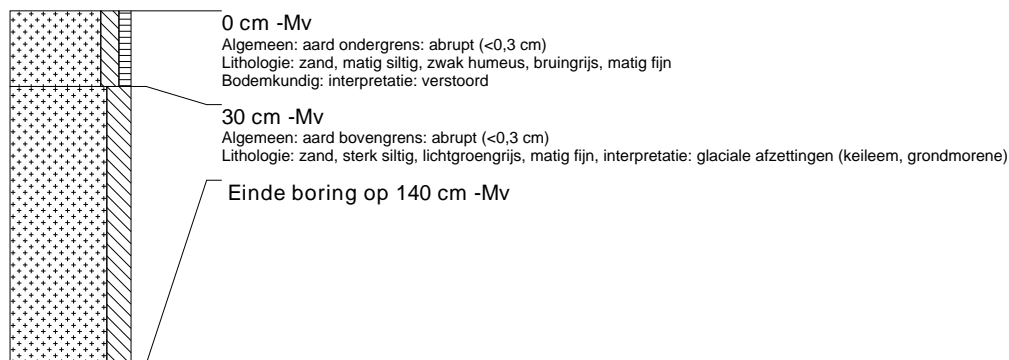 0 cm -Mv
Algemeen: aard ondergrens: abrupt (<0,3 cm)
Lithologie: zand, matig siltig, zwak humeus, bruingrijs, matig fijn
Bodemkundig: interpretatie: verstoord
30 cm -Mv
Algemeen: aard bovengrens: abrupt (<0,3 cm)
Lithologie: zand, sterk siltig, lichtgroengrijs, matig fijn, interpretatie: glaciale afzettingen (keileem, grondmorene)
Einde boring op 140 cm -Mv